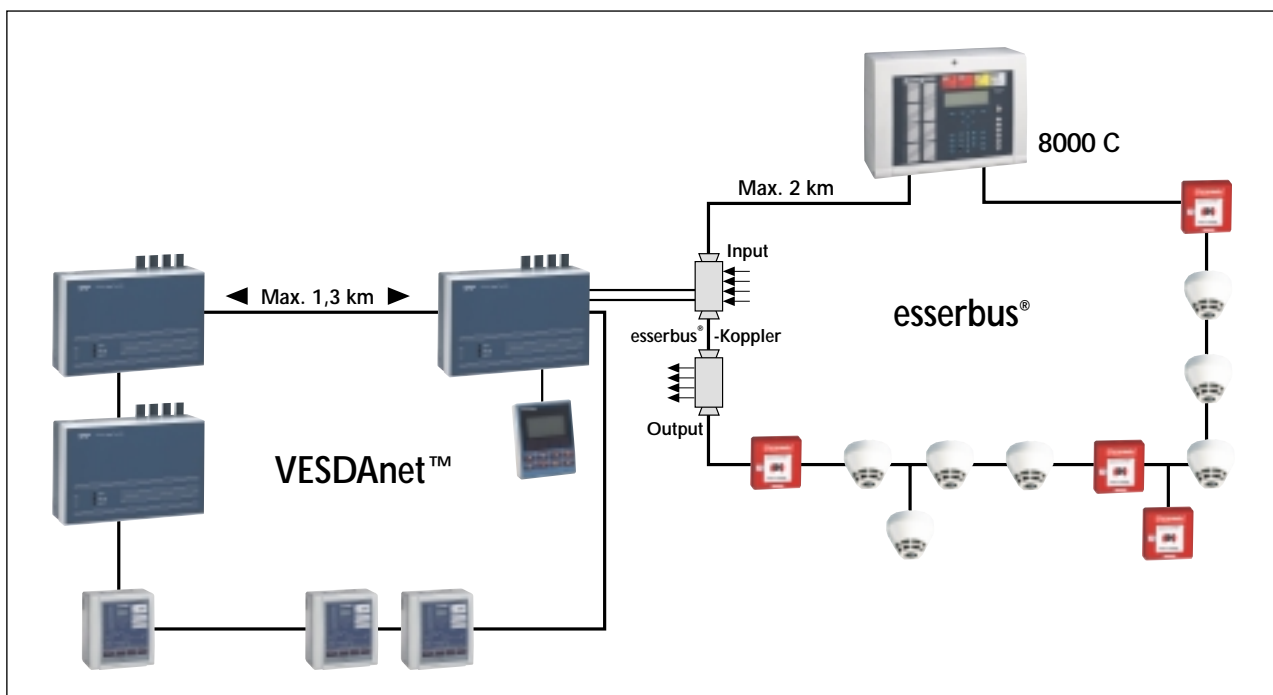 8000 C
Max. 2 km
Input
Max. 1,3 km
esserbus®
esserbus® -Koppler
Output
VESDAnet™